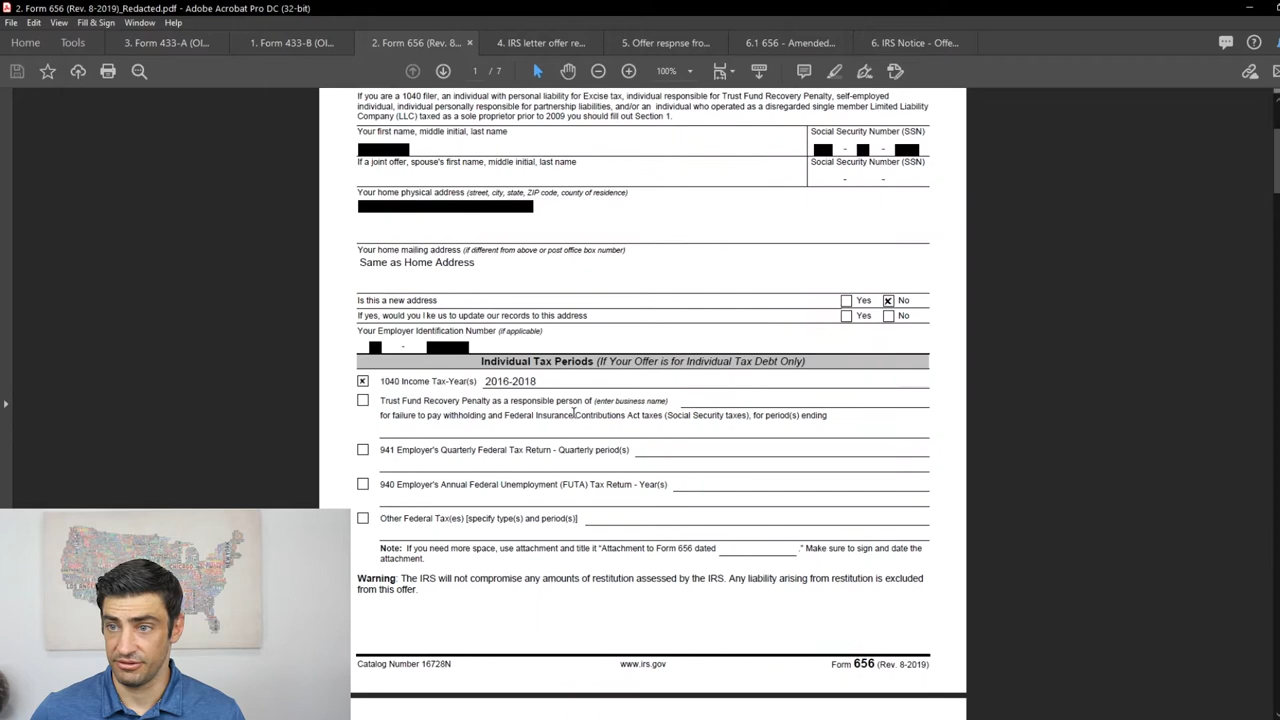 2. Form 656 (Rev. 8-2019)_Redacted.pdf - Adobe Acrobat Pro DC (32-bit)
File Edit View Fill & Sign Window Help
Home Tools 3. Form 433-A (OI... 1. Form 433-B (OI... 2. Form 656 (Rev. 8... × 4. IRS letter offer re... 5. Offer respnse fro... 6.1 656 - Amended... 6. IRS Notice - Offe...
1 / 7 100%
If you are a 1040 filer, an individual with personal liability for Excise tax, individual responsible for Trust Fund Recovery Penalty, self-employed
individual, individual personally responsible for partnership liabilities, and/or an individual who operated as a disregarded single member Limited Liability
Company (LLC) taxed as a sole proprietor prior to 2009 you should fill out Section 1.
Your first name, middle initial, last name Social Security Number (SSN)
- -
If a joint offer, spouse's first name, middle initial, last name Social Security Number (SSN)
- -
Your home physical address (street, city, state, ZIP code, county of residence)
Your home mailing address (if different from above or post office box number)
Same as Home Address
Is this a new address Yes No
If yes, would you l ke us to update our records to this address Yes No
Your Employer Identification Number (if applicable)
-
Individual Tax Periods (If Your Offer is for Individual Tax Debt Only)
1040 Income Tax-Year(s) 2016-2018
Trust Fund Recovery Penalty as a responsible person of (enter business name)
for failure to pay withholding and Federal Insurance Contributions Act taxes (Social Security taxes), for period(s) ending
941 Employer's Quarterly Federal Tax Return - Quarterly period(s)
940 Employer's Annual Federal Unemployment (FUTA) Tax Return - Year(s)
Other Federal Tax(es) [specify type(s) and period(s)]
Note: If you need more space, use attachment and title it "Attachment to Form 656 dated ." Make sure to sign and date the
attachment.
Warning: The IRS will not compromise any amounts of restitution assessed by the IRS. Any liability arising from restitution is excluded
from this offer.
Catalog Number 16728N www.irs.gov Form 656 (Rev. 8-2019)